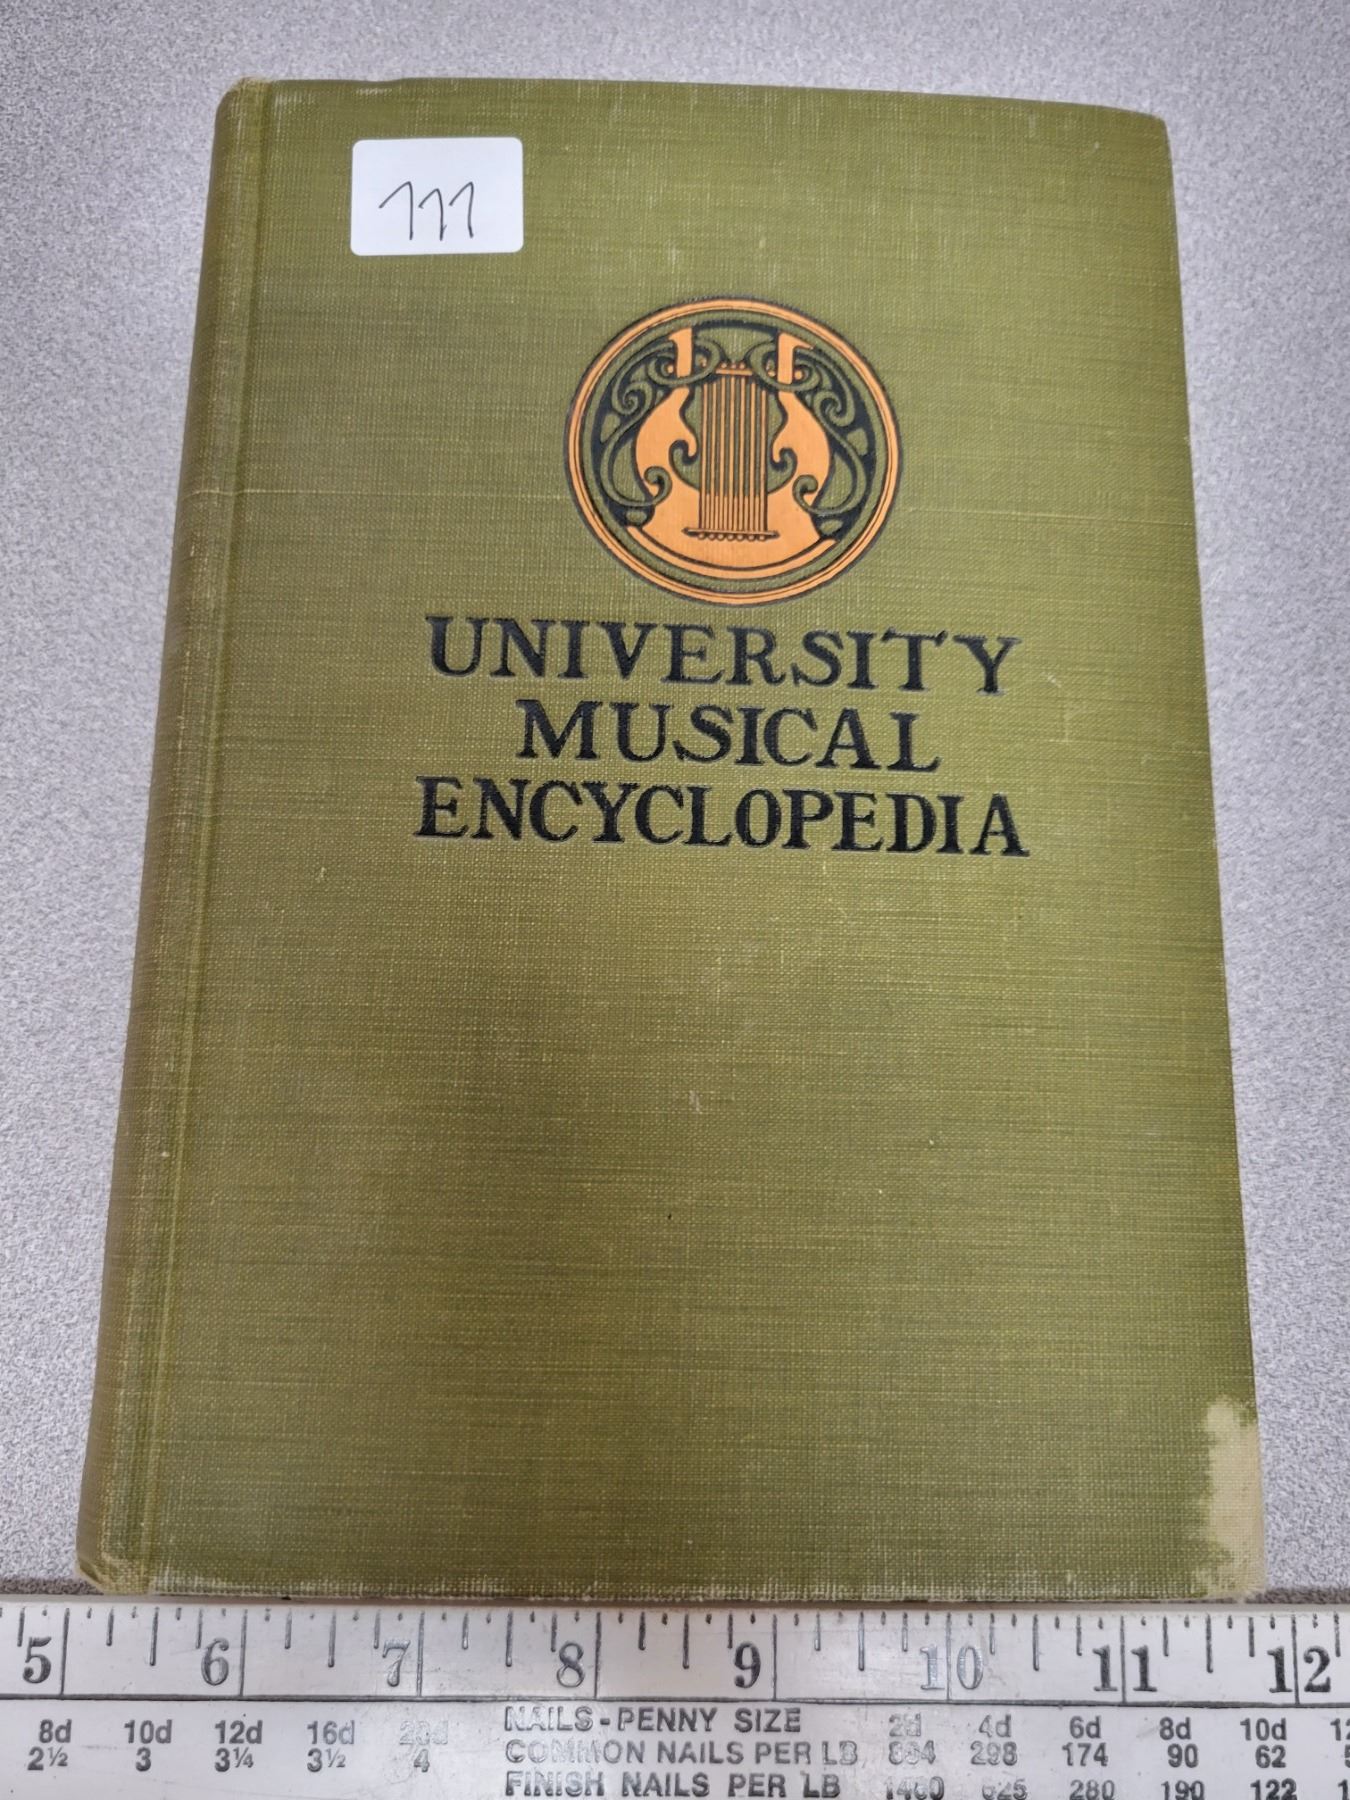 111
UNIVERSITY
MUSICAL
ENCYCLOPEDIA
5 6 7 8 9 10 11 12
8d 10d 12d 16d 20d NAILS-PENNY SIZE 2d 4d 6d 8d 10d
2½ 3 3¼ 3½ 4 COMMON NAILS PER LB 298 174 90 62
FINISH NAILS PER LB 625 280 190 122